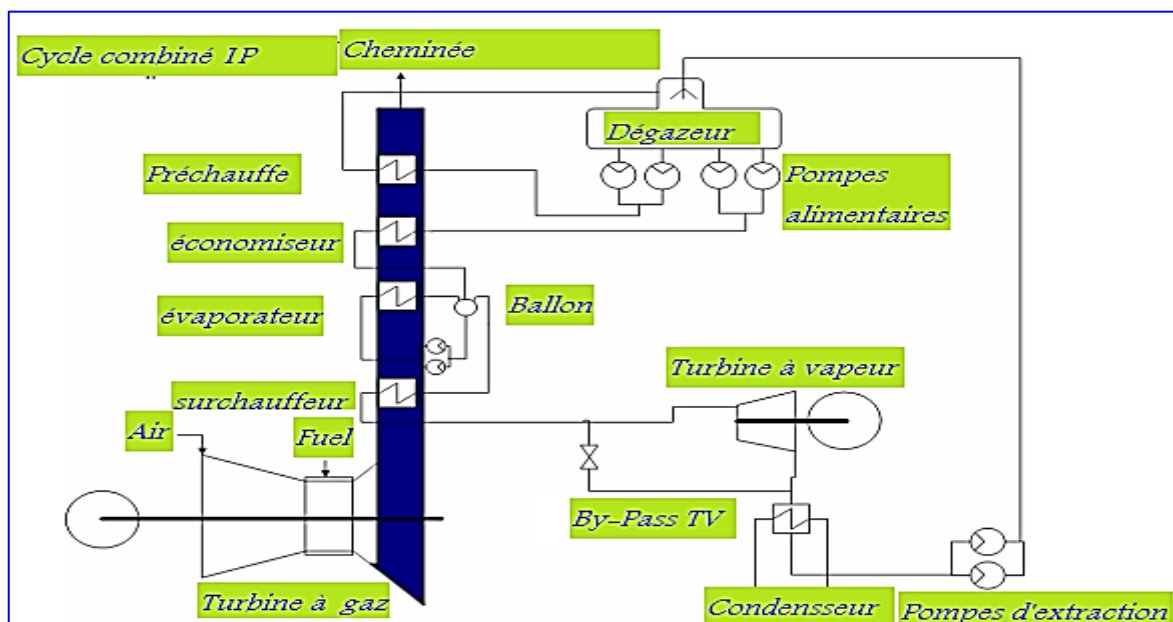 Cycle combiné 1P
Cheminée
Dégazeur
Préchauffe
Pompes
alimentaires
économiseur
évaporateur
Ballon
Turbine à vapeur
surchauffeur
Air
Fuel
By-Pass TV
Turbine à gaz
Condensseur
Pompes d'extraction